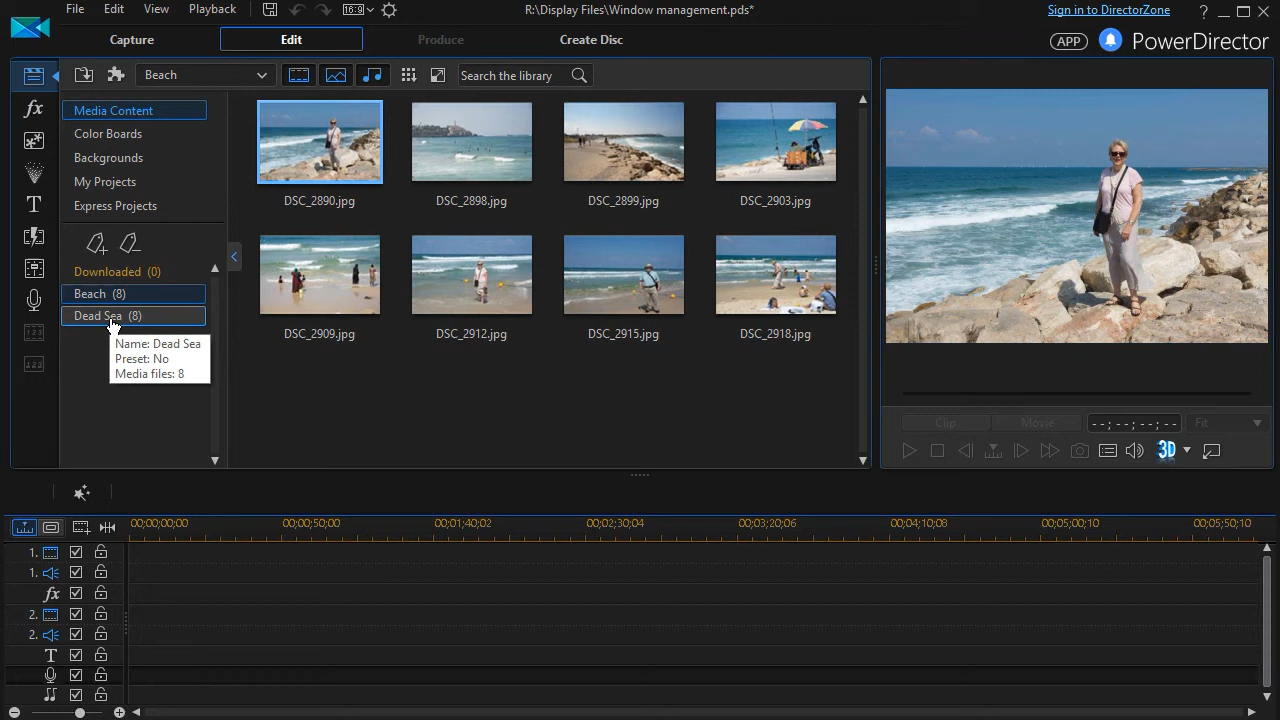 File Edit View Playback
16:9
R:\Display Files\Window management.pds*
Sign in to DirectorZone
?
Capture
Edit
Produce
Create Disc
APP
PowerDirector
Beach
Search the library
fx
T
Media Content
Color Boards
Backgrounds
My Projects
Express Projects
Downloaded (0)
Beach (8)
Dead Sea (8)
Name: Dead Sea
Preset: No
Media files: 8
DSC_2890.jpg
DSC_2898.jpg
DSC_2899.jpg
DSC_2903.jpg
DSC_2909.jpg
DSC_2912.jpg
DSC_2915.jpg
DSC_2918.jpg
Clip
Movie
--;--;--;--
Fit
3D
00;00;00;00
00;00;50;00
00;01;40;02
00;02;30;04
00;03;20;06
00;04;10;08
00;05;00;10
00;05;50;10
1.
1.
fx
2.
2.
T